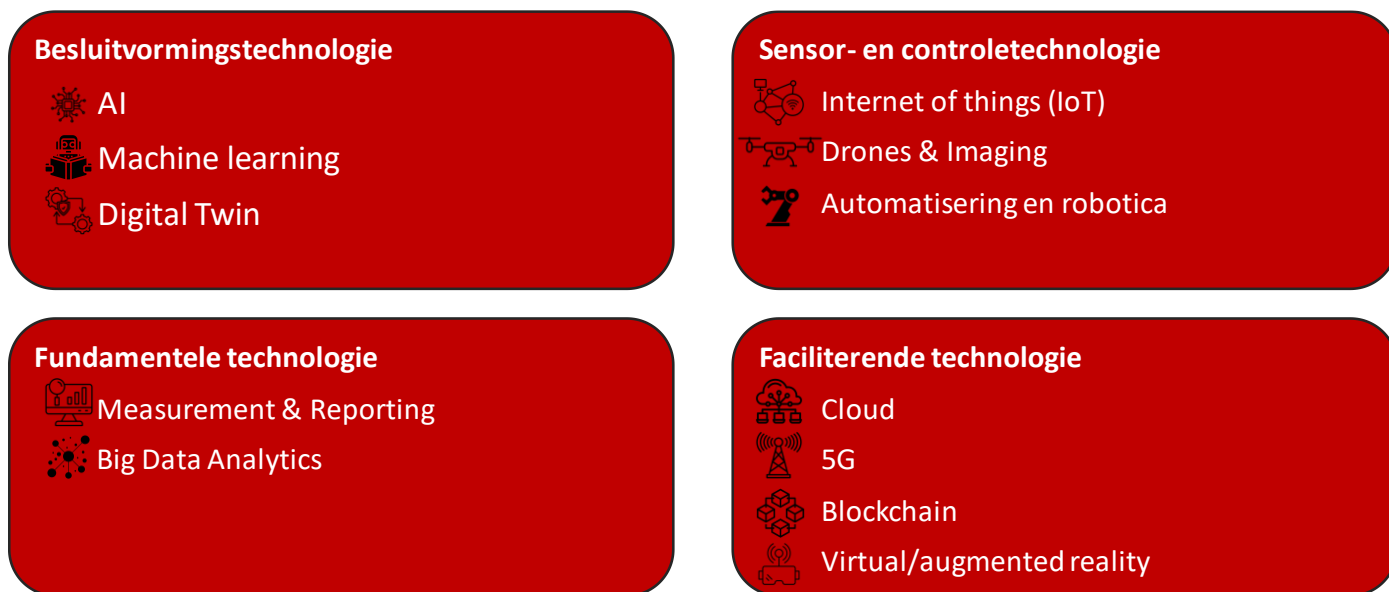 Besluitvormingstechnologie
AI
Machine learning
Digital Twin
Sensor- en controletechnologie
Internet of things (IoT)
Drones & Imaging
Automatisering en robotica
Fundamentele technologie
Measurement & Reporting
Big Data Analytics
Faciliterende technologie
Cloud
5G
Blockchain
Virtual/augmented reality